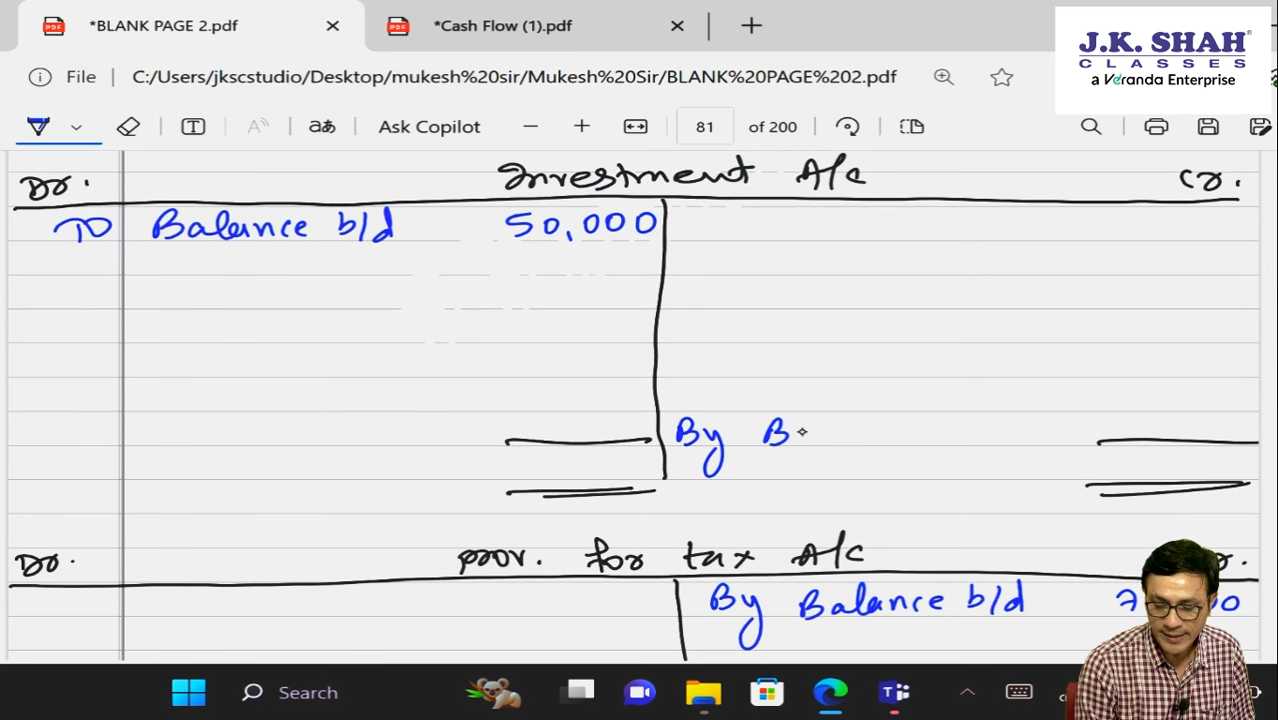 *BLANK PAGE 2.pdf
*Cash Flow (1).pdf
J.K. SHAH
CLASSES
a Veranda Enterprise
File C:/Users/jkscstudio/Desktop/mukesh%20sir/Mukesh%20Sir/BLANK%20PAGE%202.pdf
Ask Copilot 81 of 200
Dr. Investment A/c Cr.
TO Balance b/d 50,000
By B
Dr. prov. for tax A/c
By Balance b/d
Search